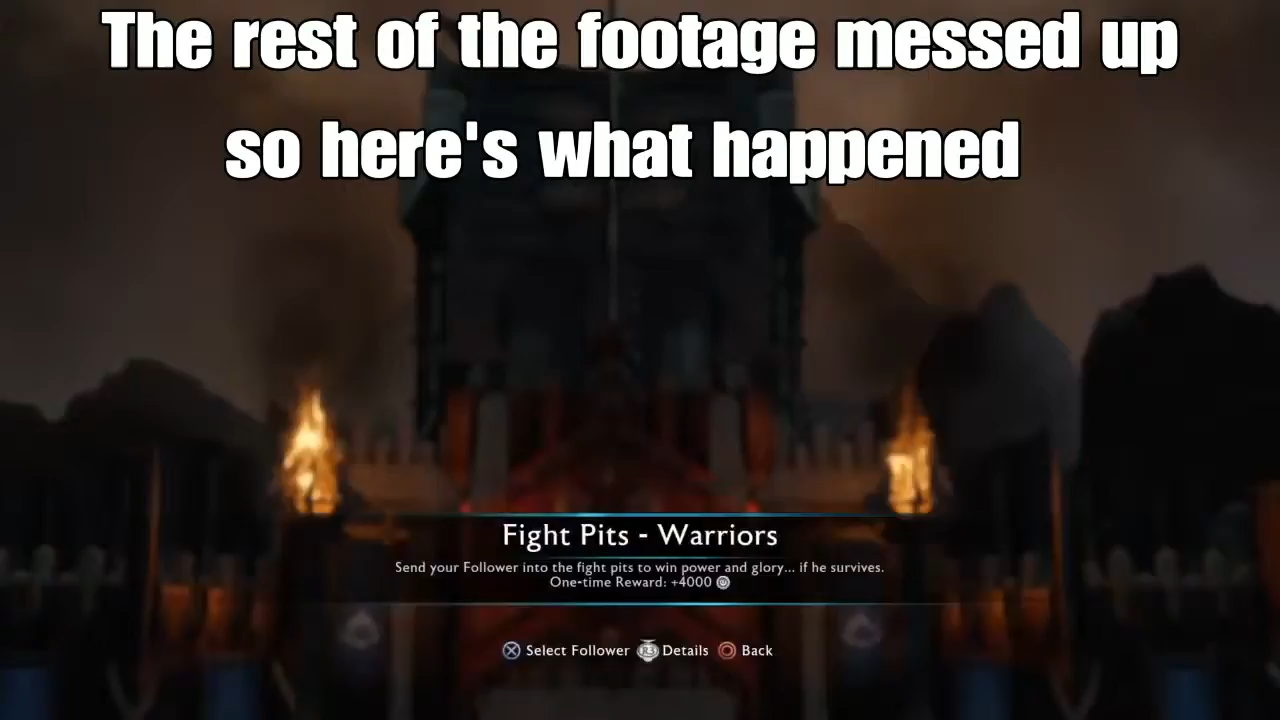 The rest of the footage messed up
so here's what happened
Fight Pits - Warriors
Send your Follower into the fight pits to win power and glory... if he survives.
One-time Reward: +4000
Select Follower R3 Details Back